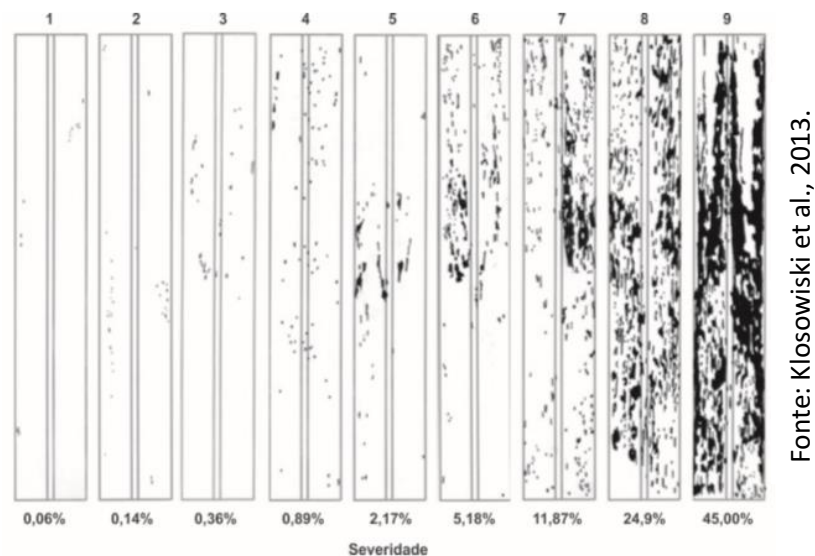 1 2 3 4 5 6 7 8 9
0,06% 0,14% 0,36% 0,89% 2,17% 5,18% 11,87% 24,9% 45,00%
Severidade
Fonte: Klosowiski et al., 2013.